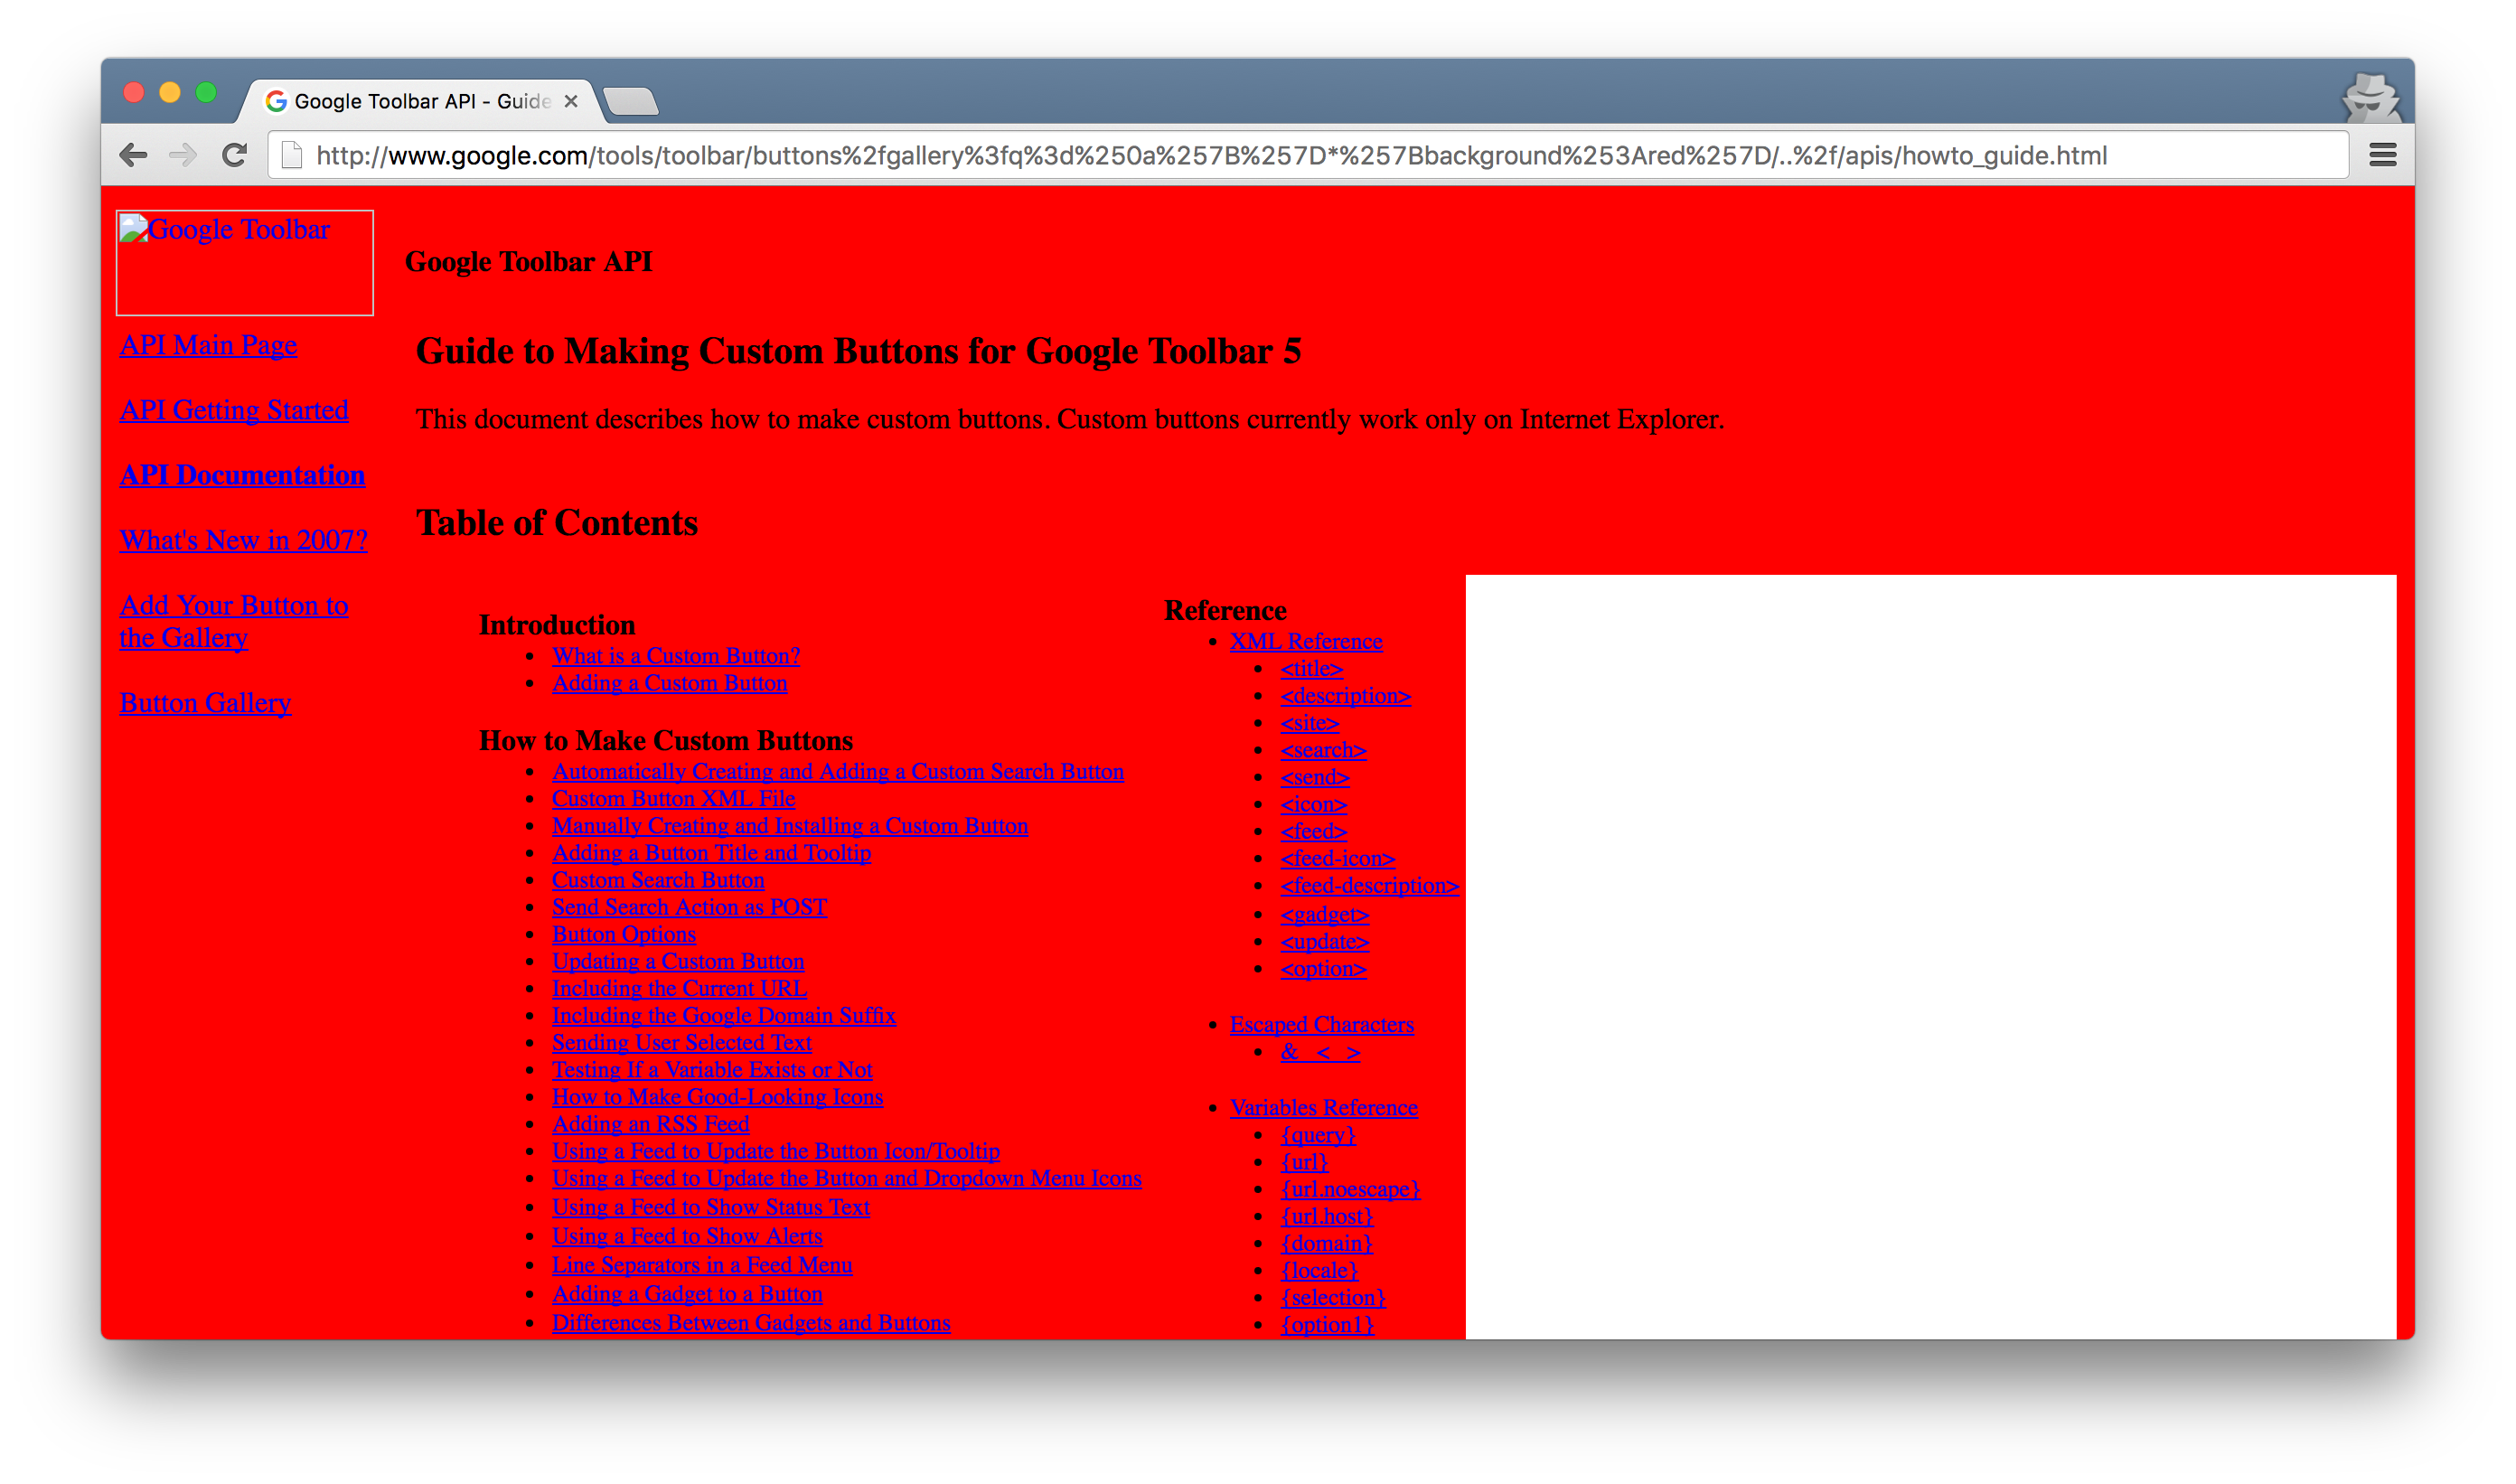 Google Toolbar API - Guide
http://www.google.com/tools/toolbar/buttons%2fgallery%3fq%3d%250a%257B%257D*%257Bbackground%253Ared%257D/..%2f/apis/howto_guide.html
Google Toolbar
Google Toolbar API
API Main Page
API Getting Started
API Documentation
What's New in 2007?
Add Your Button to
the Gallery
Button Gallery
Guide to Making Custom Buttons for Google Toolbar 5
This document describes how to make custom buttons. Custom buttons currently work only on Internet Explorer.
Table of Contents
Introduction
What is a Custom Button?
Adding a Custom Button
How to Make Custom Buttons
Automatically Creating and Adding a Custom Search Button
Custom Button XML File
Manually Creating and Installing a Custom Button
Adding a Button Title and Tooltip
Custom Search Button
Send Search Action as POST
Button Options
Updating a Custom Button
Including the Current URL
Including the Google Domain Suffix
Sending User Selected Text
Testing If a Variable Exists or Not
How to Make Good-Looking Icons
Adding an RSS Feed
Using a Feed to Update the Button Icon/Tooltip
Using a Feed to Update the Button and Dropdown Menu Icons
Using a Feed to Show Status Text
Using a Feed to Show Alerts
Line Separators in a Feed Menu
Adding a Gadget to a Button
Differences Between Gadgets and Buttons
Reference
XML Reference
<title>
<description>
<site>
<search>
<send>
<icon>
<feed>
<feed-icon>
<feed-description>
<gadget>
<update>
<option>
Escaped Characters
& < >
Variables Reference
{query}
{url}
{url.noescape}
{url.host}
{domain}
{locale}
{selection}
{option1}